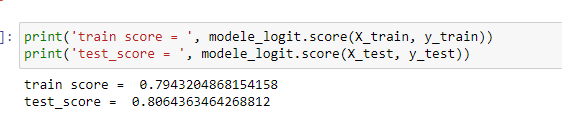 ]: print('train score = ', modele_logit.score(X_train, y_train))
print('test_score = ', modele_logit.score(X_test, y_test))
train score =  0.7943204868154158
test_score =  0.8064363464268812